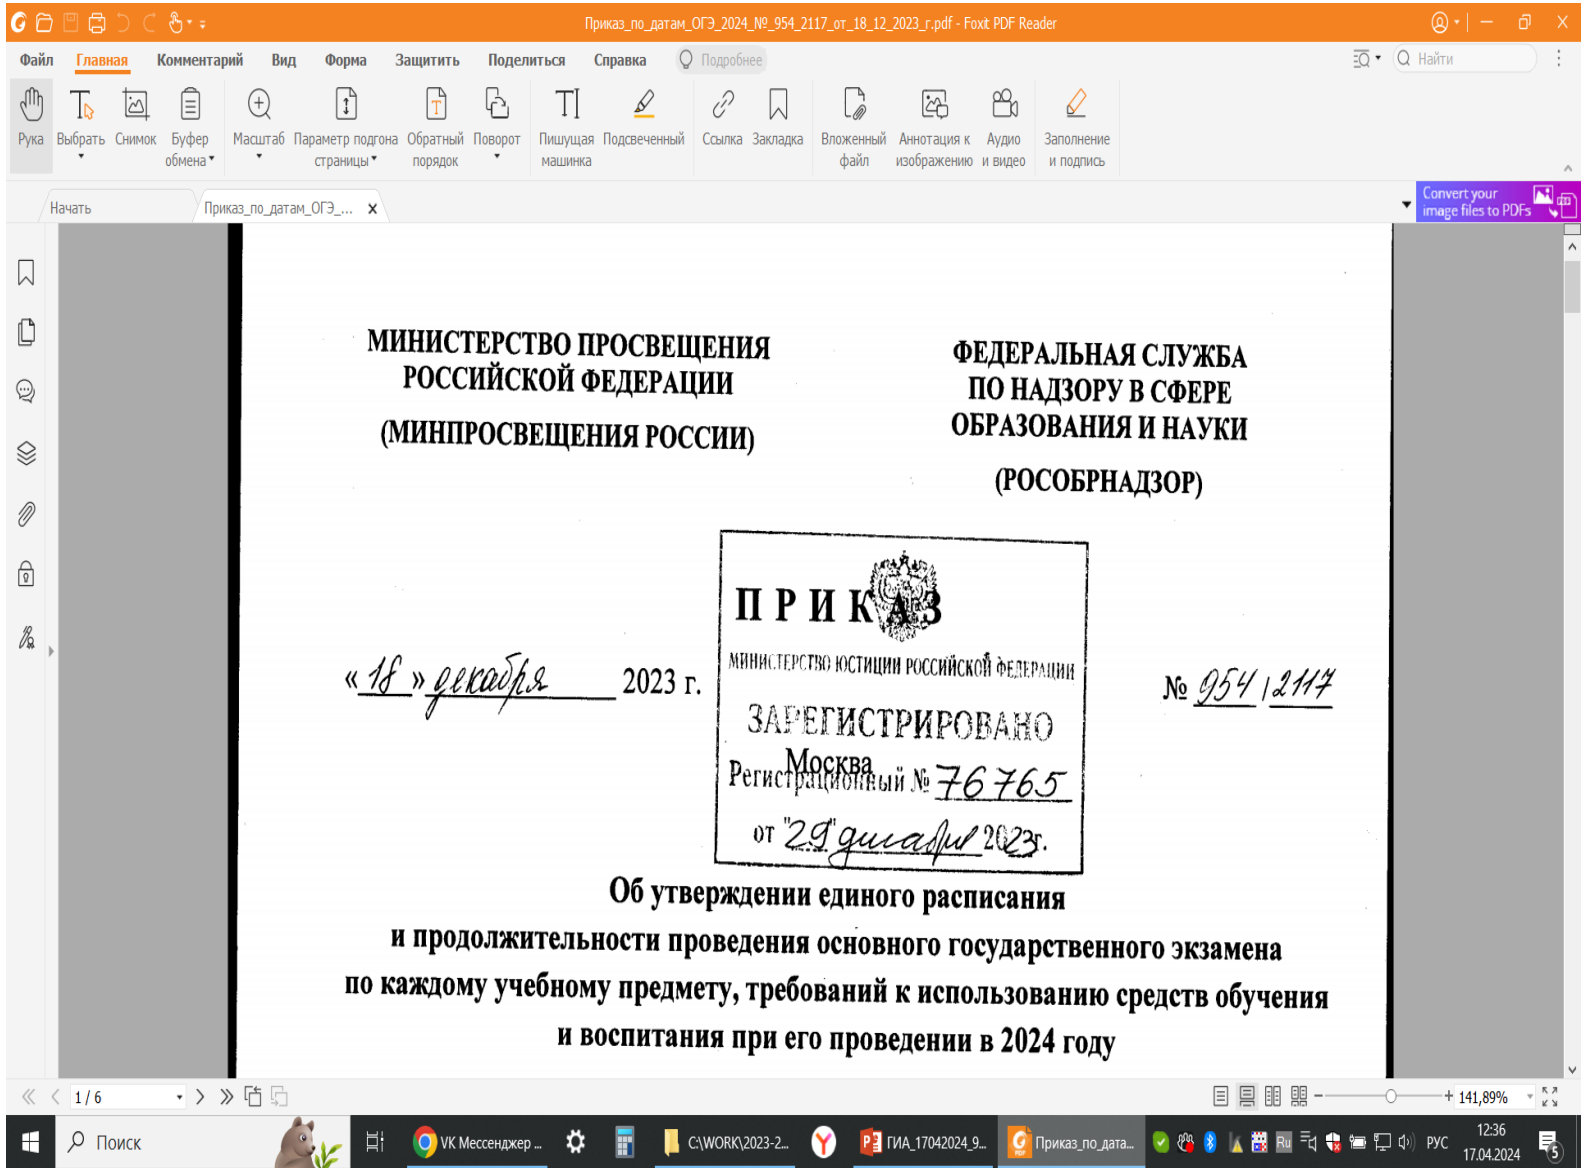 Приказ_по_датам_ОГЭ_2024_№_954_2117_от_18_12_2023_г.pdf - Foxit PDF Reader
Файл Главная Комментарий Вид Форма Защитить Поделиться Справка Подробнее Найти
Рука Выбрать Снимок Буфер обмена Масштаб Параметр подгона страницы Обратный порядок Поворот Пишущая машинка Подсвеченный Ссылка Закладка Вложенный файл Аннотация к изображению Аудио и видео Заполнение и подпись
Начать Приказ_по_датам_ОГЭ_...
Convert your
image files to PDFs
МИНИСТЕРСТВО ПРОСВЕЩЕНИЯ
РОССИЙСКОЙ ФЕДЕРАЦИИ
(МИНПРОСВЕЩЕНИЯ РОССИИ)
ФЕДЕРАЛЬНАЯ СЛУЖБА
ПО НАДЗОРУ В СФЕРЕ
ОБРАЗОВАНИЯ И НАУКИ
(РОСОБРНАДЗОР)
ПРИКАЗ
МИНИСТЕРСТВО ЮСТИЦИИ РОССИЙСКОЙ ФЕДЕРАЦИИ
«18» декабря 2023 г.
№ 954/2117
ЗАРЕГИСТРИРОВАНО
Москва
Регистрационный № 76765
от "29" декабря 2023г.
Об утверждении единого расписания
и продолжительности проведения основного государственного экзамена
по каждому учебному предмету, требований к использованию средств обучения
и воспитания при его проведении в 2024 году
1 / 6
141,89%
Поиск
VK Мессенджер ...
C:\WORK\2023-2...
ГИА_17042024_9...
Приказ_по_дата...
Ru
РУС
12:36
17.04.2024
5